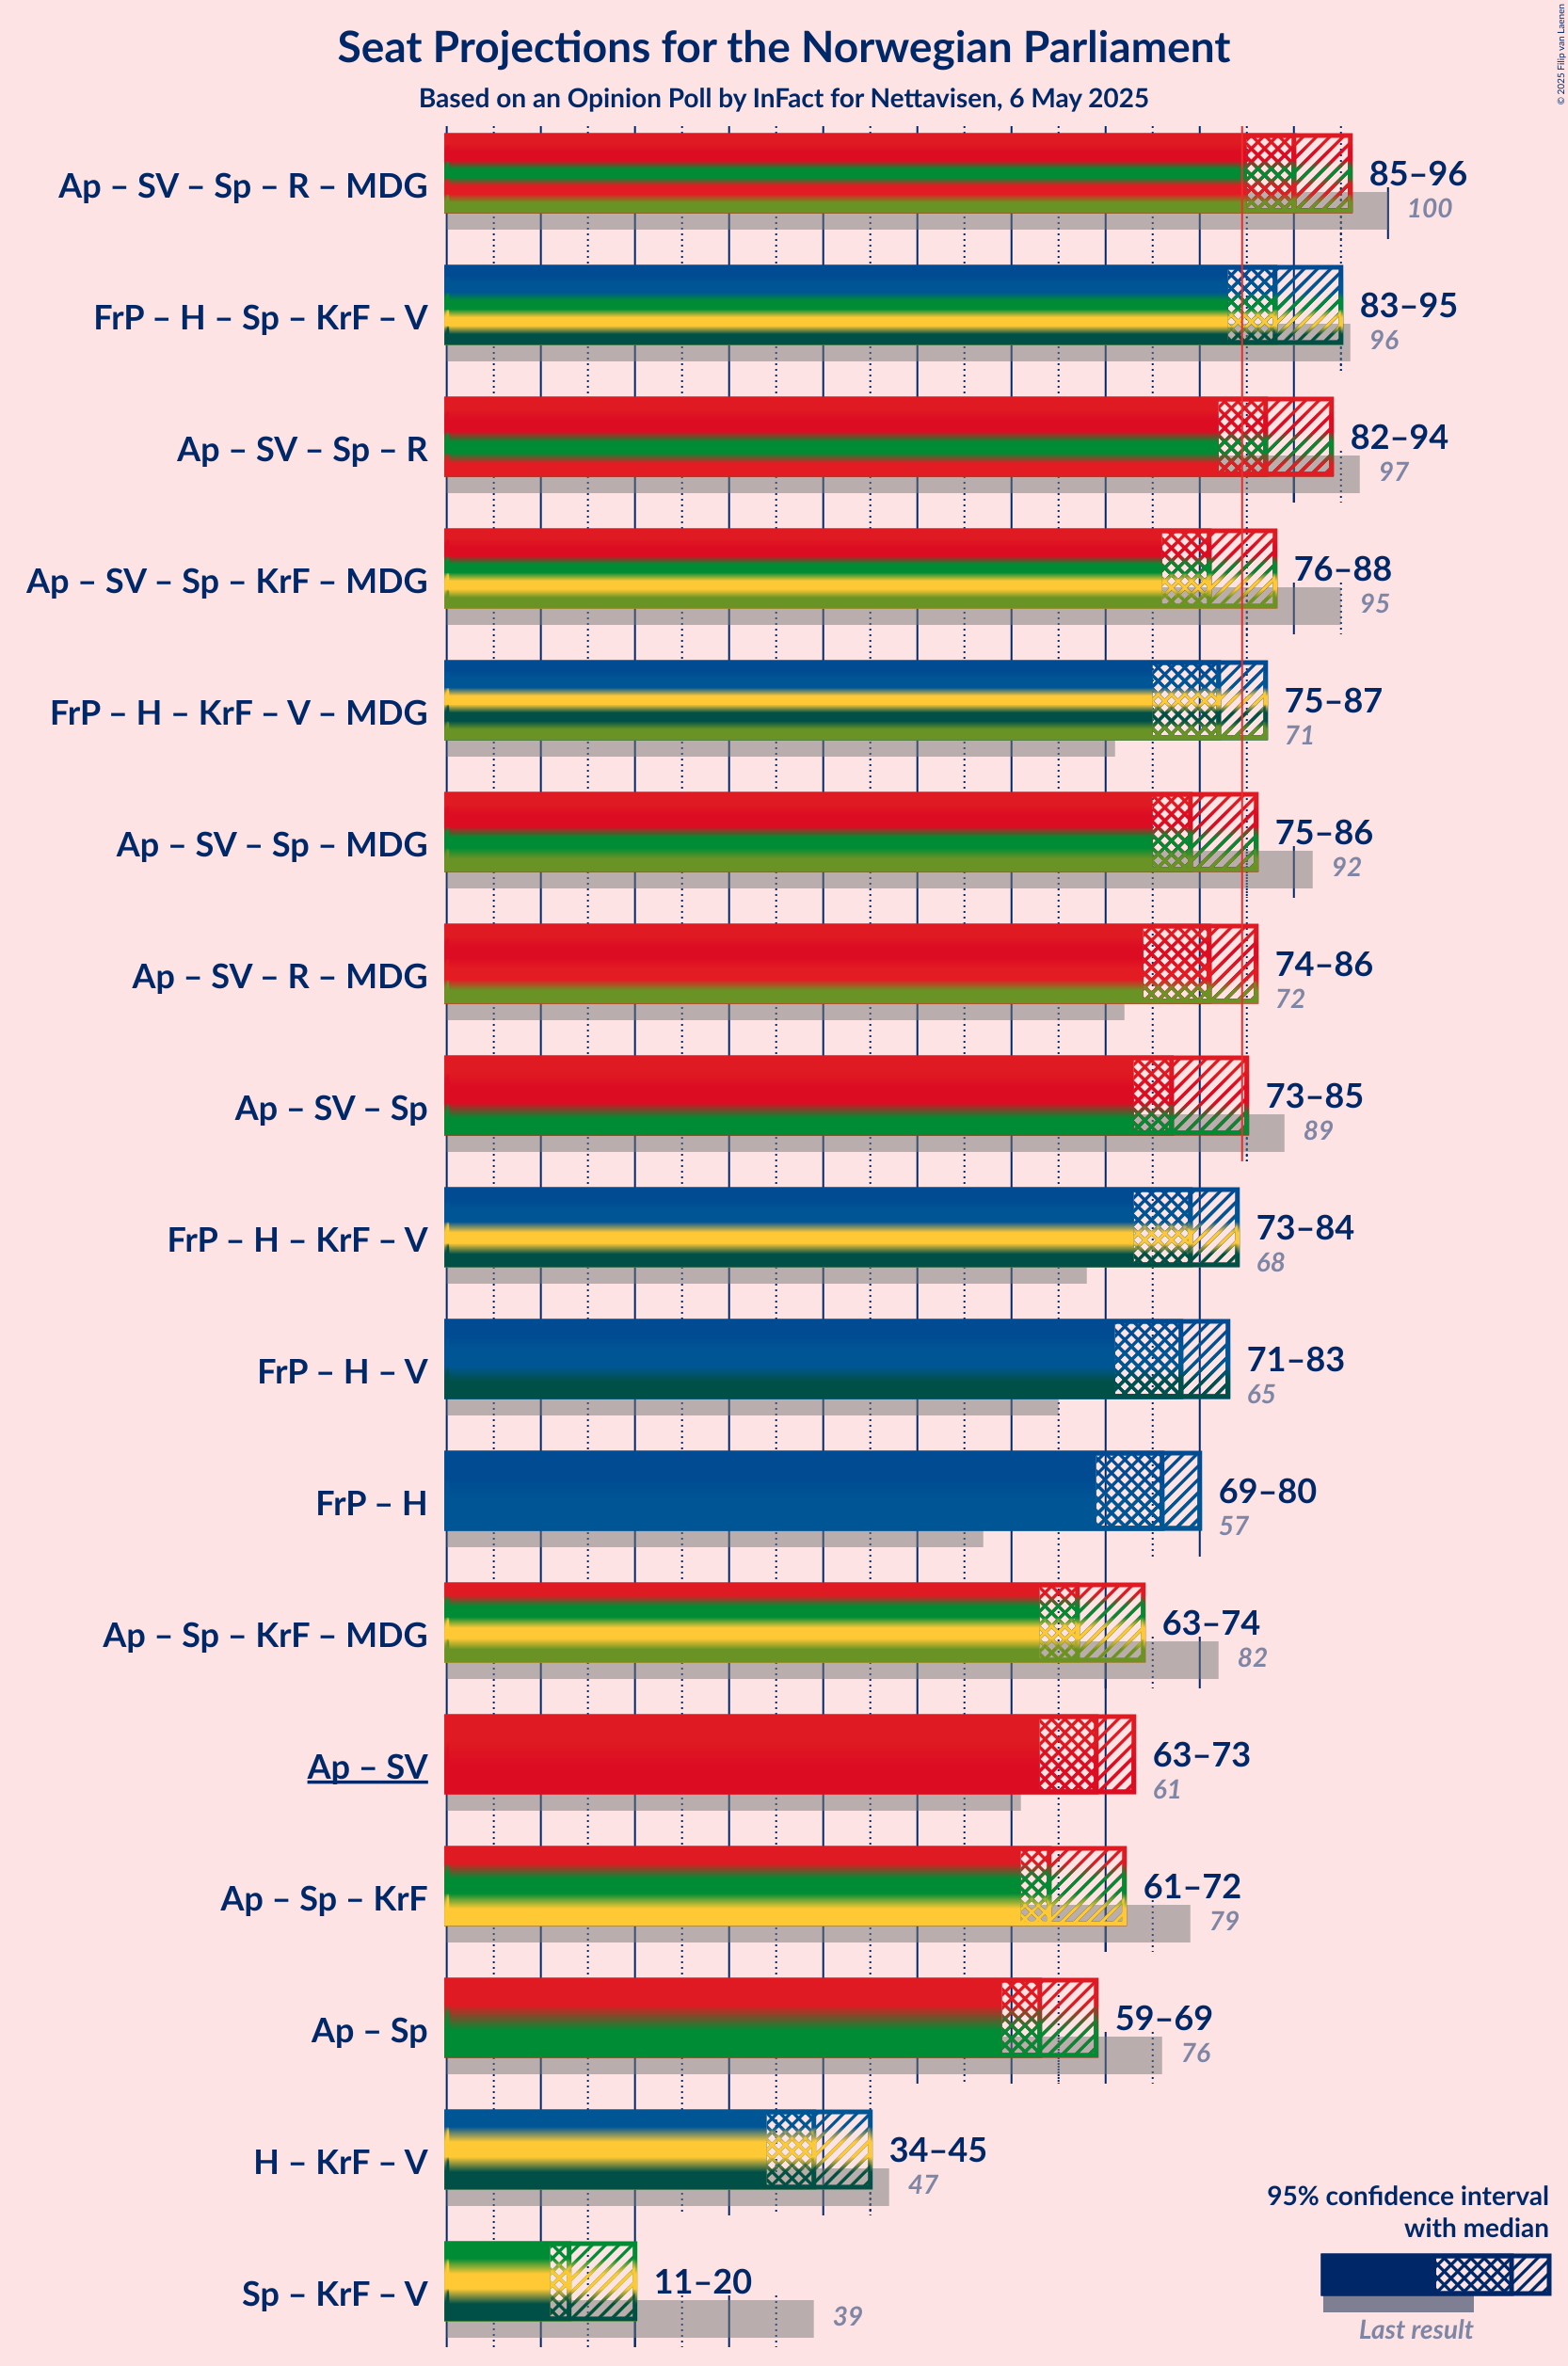 Seat Projections for the Norwegian Parliament
Based on an Opinion Poll by InFact for Nettavisen, 6 May 2025
© 2025 Filip van Laenen
Ap – SV – Sp – R – MDG
85–96
100
FrP – H – Sp – KrF – V
83–95
96
Ap – SV – Sp – R
82–94
97
Ap – SV – Sp – KrF – MDG
76–88
95
FrP – H – KrF – V – MDG
75–87
71
Ap – SV – Sp – MDG
75–86
92
Ap – SV – R – MDG
74–86
72
Ap – SV – Sp
73–85
89
FrP – H – KrF – V
73–84
68
FrP – H – V
71–83
65
FrP – H
69–80
57
Ap – Sp – KrF – MDG
63–74
82
Ap – SV
63–73
61
Ap – Sp – KrF
61–72
79
Ap – Sp
59–69
76
H – KrF – V
34–45
47
Sp – KrF – V
11–20
39
95% confidence interval
with median
Last result